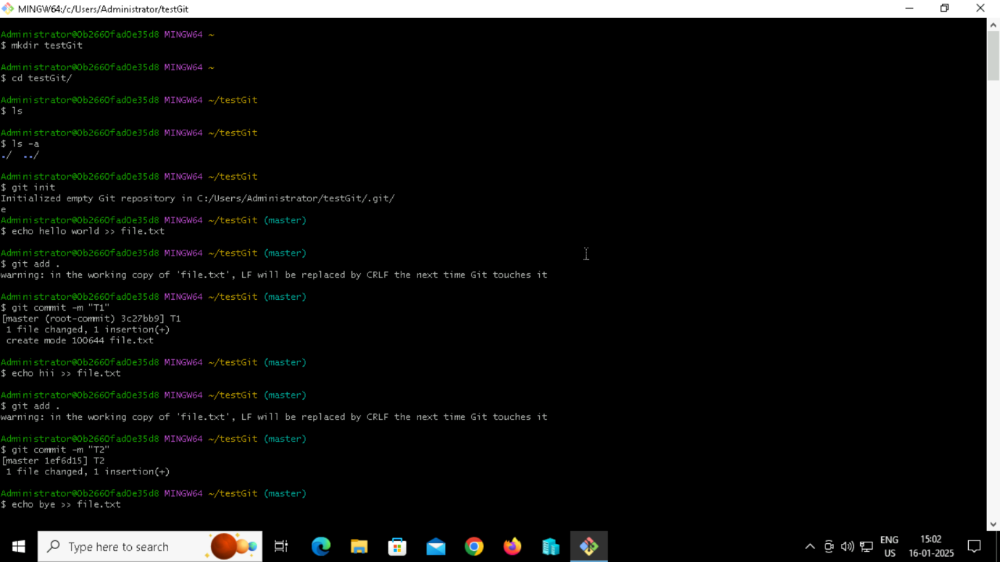 MINGW64:/c/Users/Administrator/testGit
Administrator@0b2660fad0e35d8 MINGW64 ~
$ mkdir testGit
Administrator@0b2660fad0e35d8 MINGW64 ~
$ cd testGit/
Administrator@0b2660fad0e35d8 MINGW64 ~/testGit
$ ls
Administrator@0b2660fad0e35d8 MINGW64 ~/testGit
$ ls -a
./  ../
Administrator@0b2660fad0e35d8 MINGW64 ~/testGit
$ git init
Initialized empty Git repository in C:/Users/Administrator/testGit/.git/
e
Administrator@0b2660fad0e35d8 MINGW64 ~/testGit (master)
$ echo hello world >> file.txt
Administrator@0b2660fad0e35d8 MINGW64 ~/testGit (master)
$ git add .
warning: in the working copy of 'file.txt', LF will be replaced by CRLF the next time Git touches it
Administrator@0b2660fad0e35d8 MINGW64 ~/testGit (master)
$ git commit -m "T1"
[master (root-commit) 3c27bb9] T1
 1 file changed, 1 insertion(+)
 create mode 100644 file.txt
Administrator@0b2660fad0e35d8 MINGW64 ~/testGit (master)
$ echo hii >> file.txt
Administrator@0b2660fad0e35d8 MINGW64 ~/testGit (master)
$ git add .
warning: in the working copy of 'file.txt', LF will be replaced by CRLF the next time Git touches it
Administrator@0b2660fad0e35d8 MINGW64 ~/testGit (master)
$ git commit -m "T2"
[master 1ef6d15] T2
 1 file changed, 1 insertion(+)
Administrator@0b2660fad0e35d8 MINGW64 ~/testGit (master)
$ echo bye >> file.txt
Type here to search
ENG
US
15:02
16-01-2025